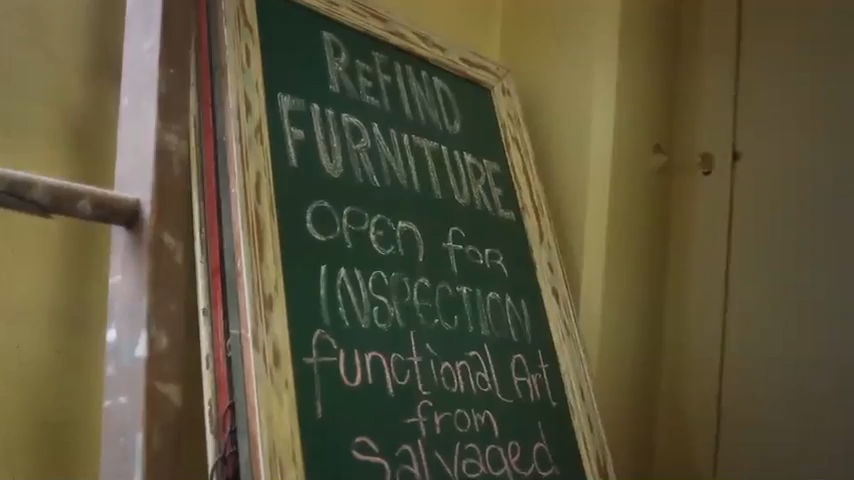 ReFIND
FURNITURE
OPEN foR
INSPECTION
functional Art
from
Salvaged